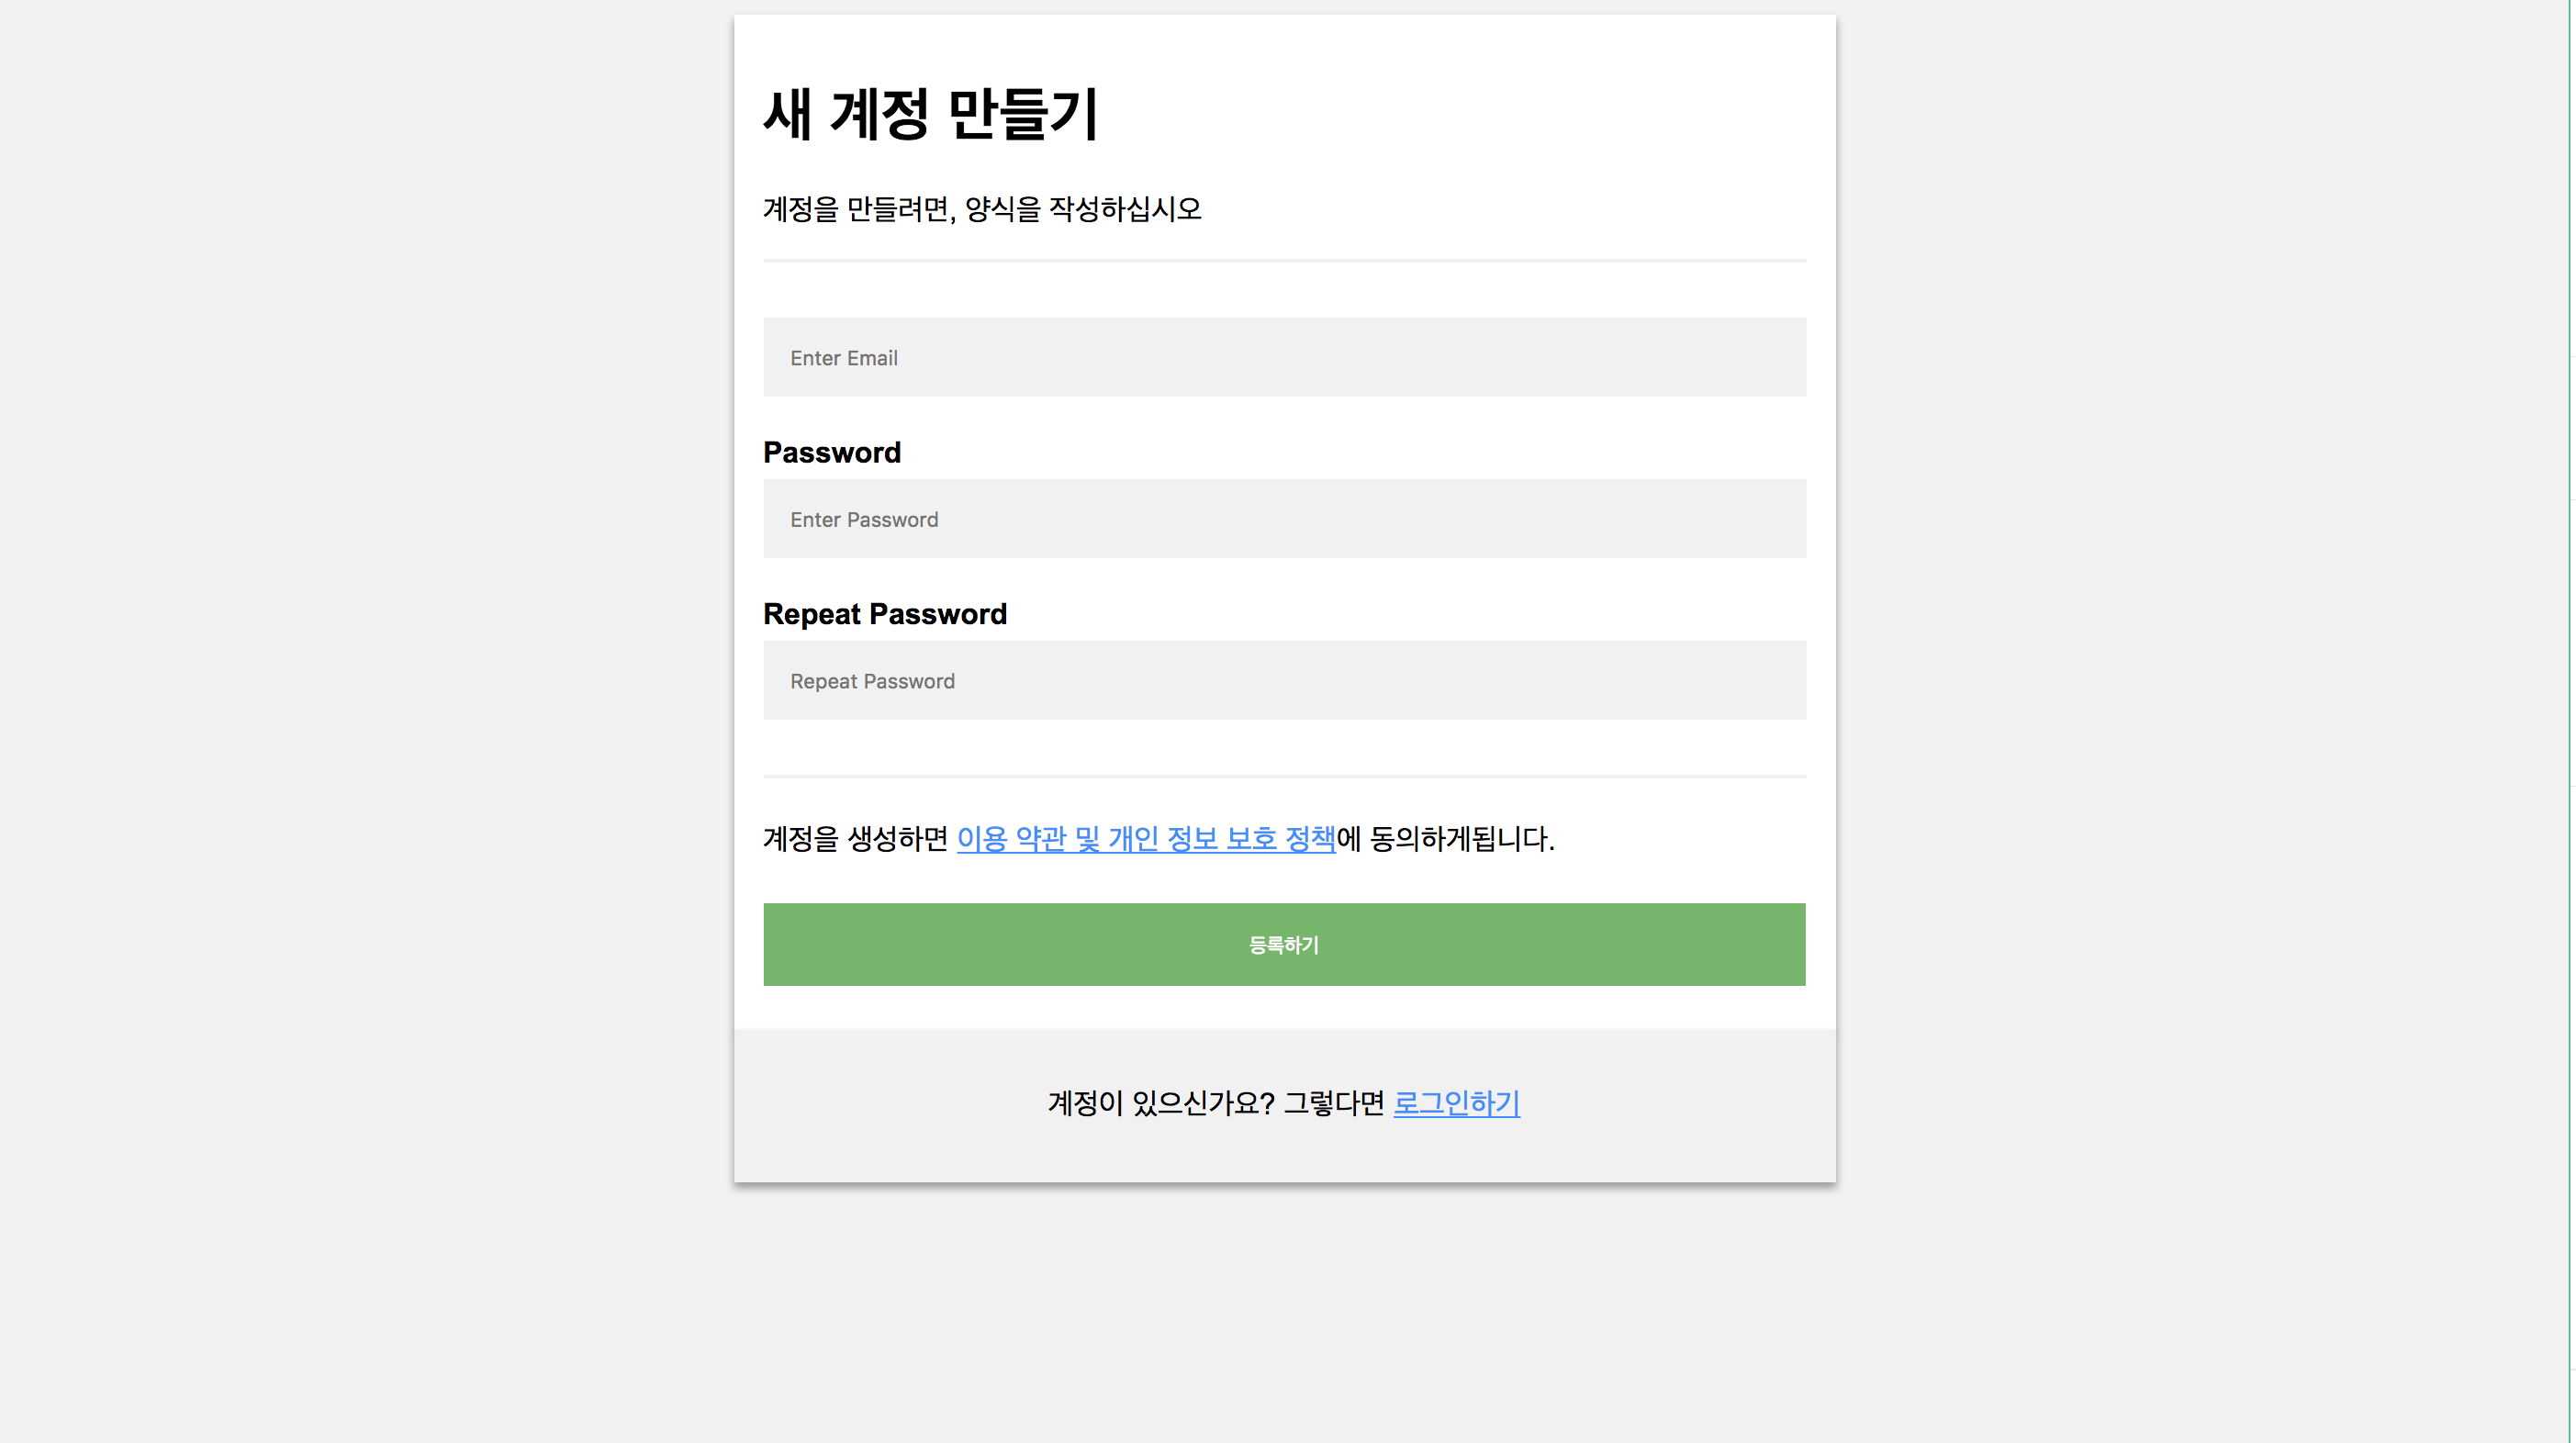 새 계정 만들기
계정을 만들려면, 양식을 작성하십시오
Enter Email
Password
Enter Password
Repeat Password
Repeat Password
계정을 생성하면 이용 약관 및 개인 정보 보호 정책에 동의하게됩니다.
등록하기
계정이 있으신가요? 그렇다면 로그인하기